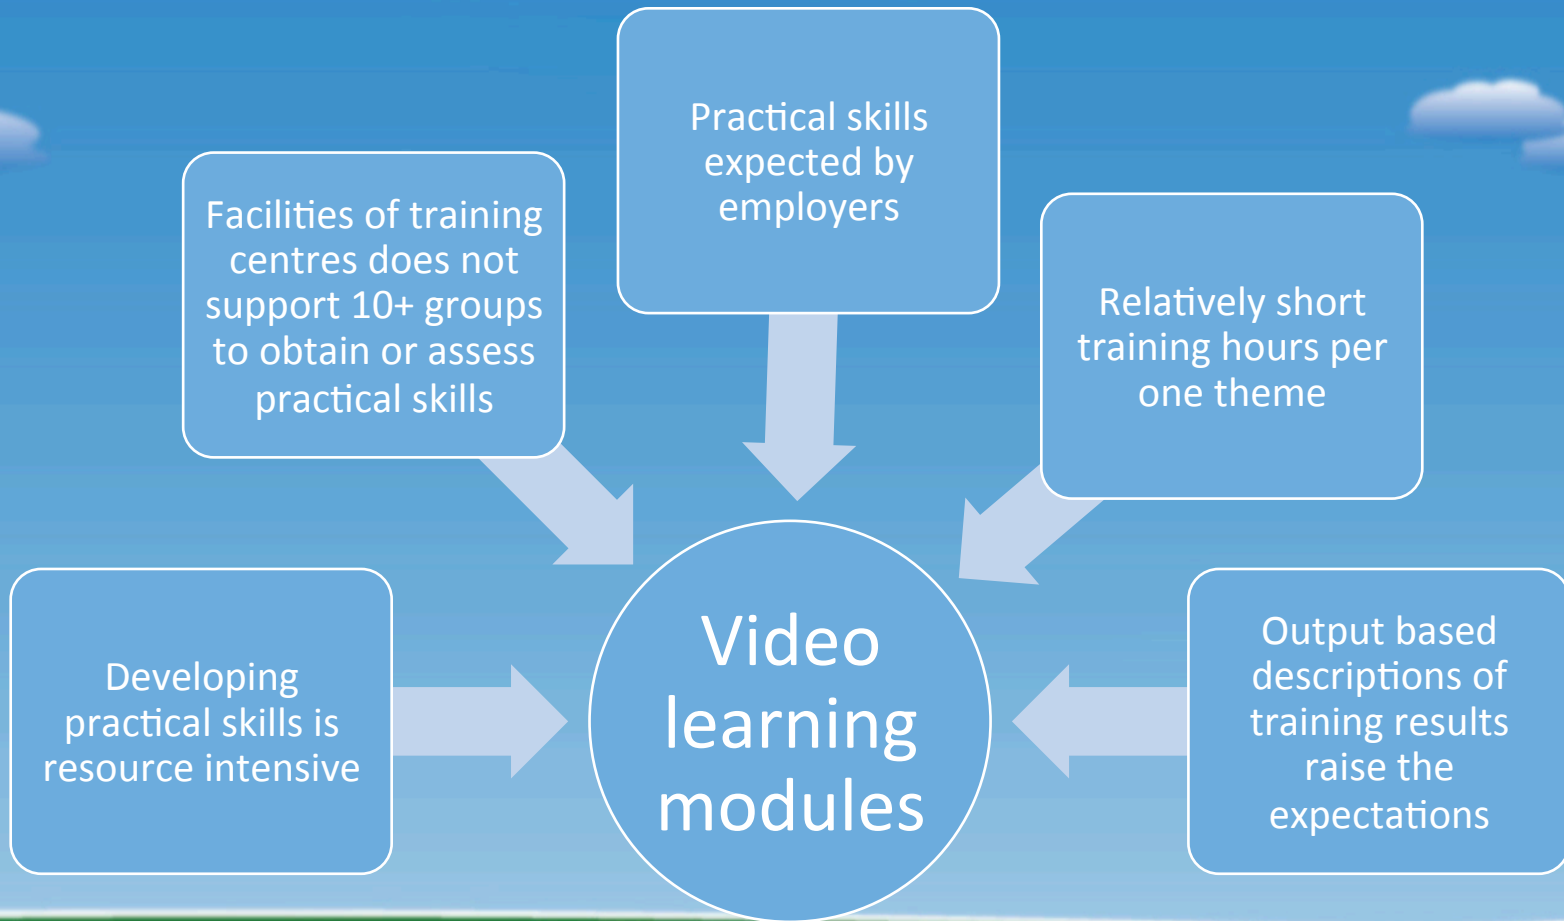 Practical skills
expected by
employers
Facilities of training
centres does not
support 10+ groups
to obtain or assess
practical skills
Relatively short
training hours per
one theme
Developing
practical skills is
resource intensive
Video
learning
modules
Output based
descriptions of
training results
raise the
expectations